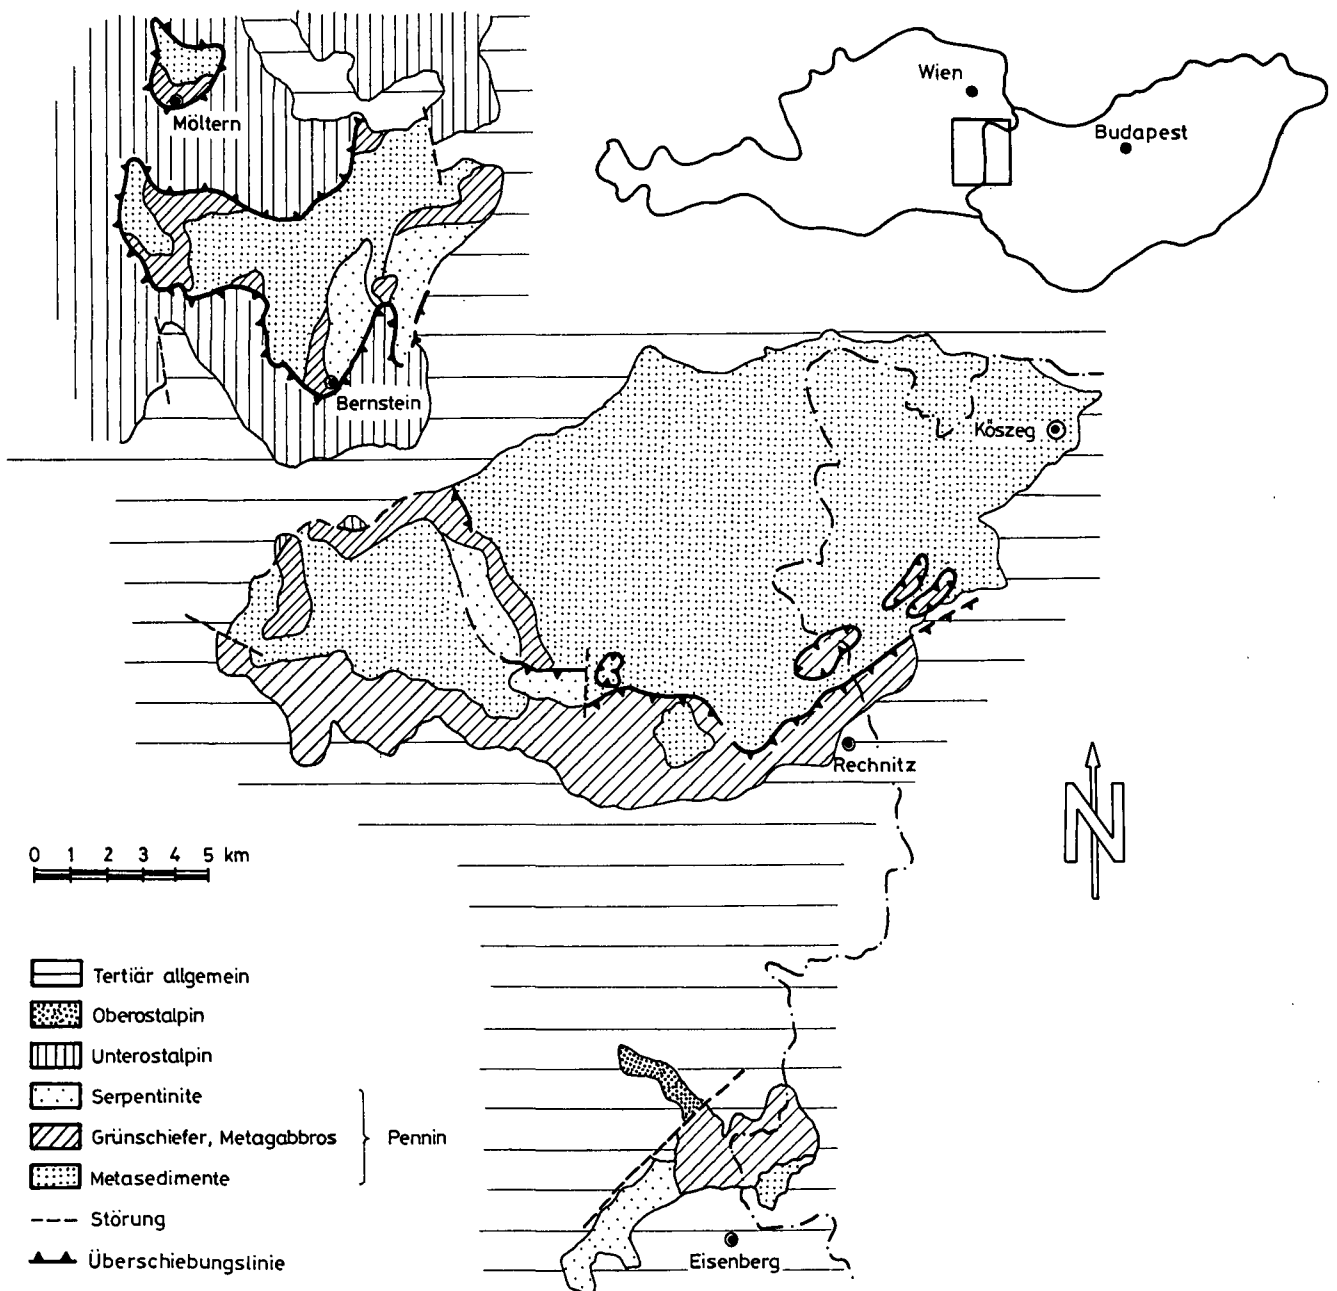 Möltern
Wien
Budapest
Bernstein
Köszeg
Rechnitz
N
0 1 2 3 4 5 km
Tertiär allgemein
Oberostalpin
Unterostalpin
Serpentinite
Grünschiefer, Metagabbros
Pennin
Metasedimente
Störung
Überschiebungslinie
Eisenberg